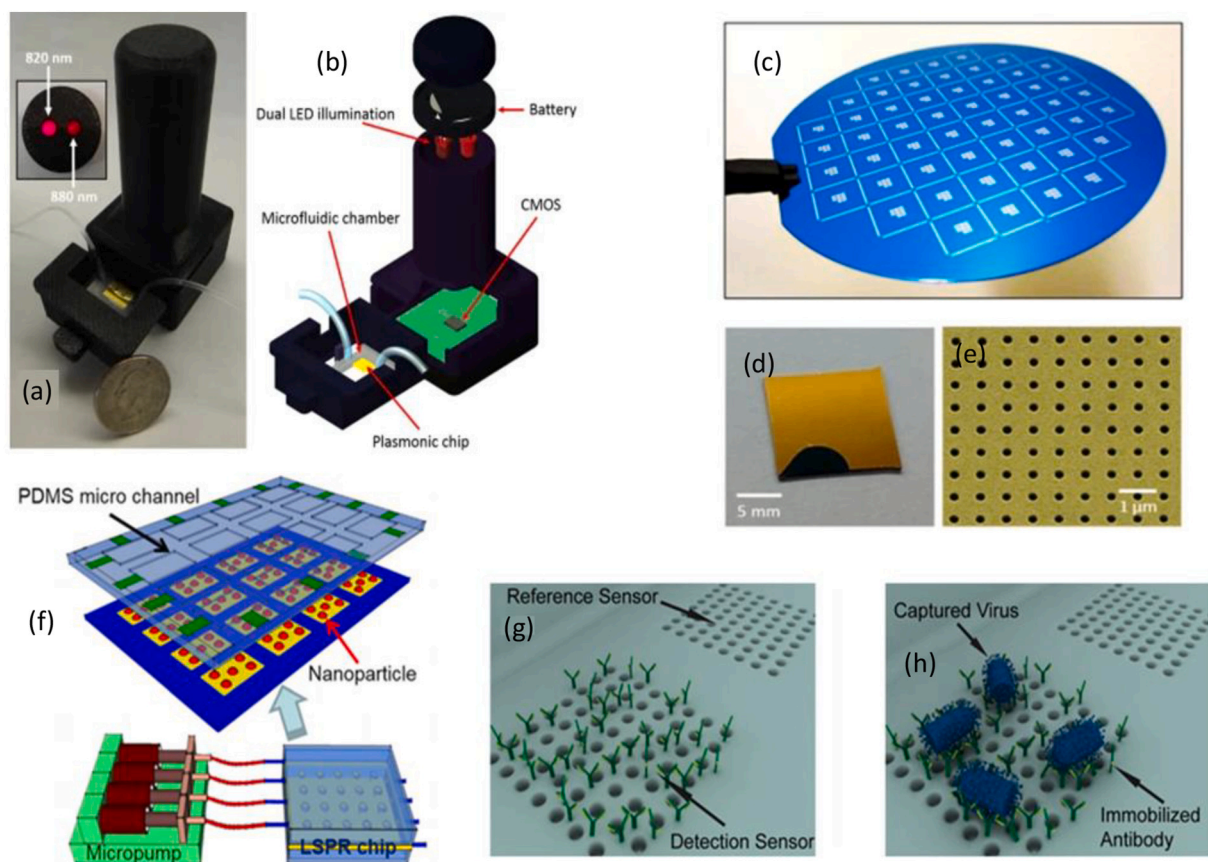 820 nm
880 nm
(a)
(b)
Dual LED illumination
Battery
Microfluidic chamber
CMOS
Plasmonic chip
(c)
(d)
5 mm
(e)
1 µm
PDMS micro channel
(f)
Nanoparticle
Micropump
LSPR chip
Reference Sensor
(g)
Detection Sensor
Captured Virus
(h)
Immobilized
Antibody